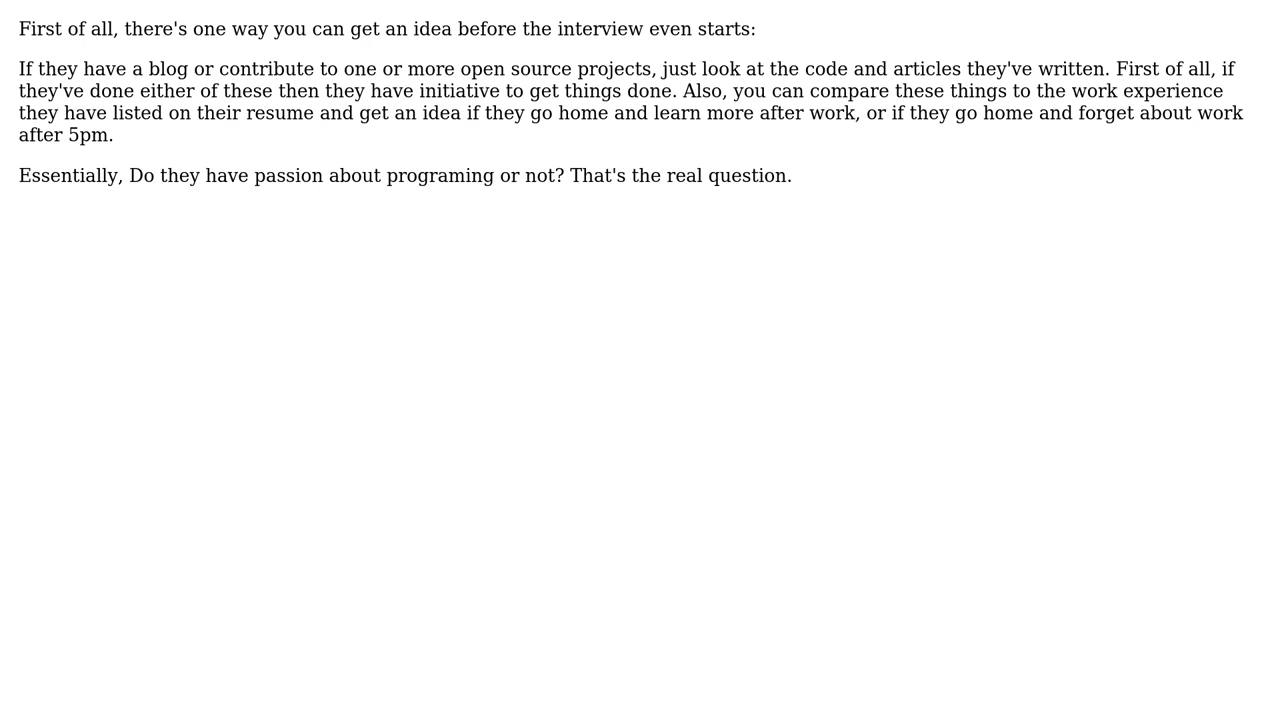 First of all, there's one way you can get an idea before the interview even starts:
If they have a blog or contribute to one or more open source projects, just look at the code and articles they've written. First of all, if
they've done either of these then they have initiative to get things done. Also, you can compare these things to the work experience
they have listed on their resume and get an idea if they go home and learn more after work, or if they go home and forget about work
after 5pm.
Essentially, Do they have passion about programing or not? That's the real question.